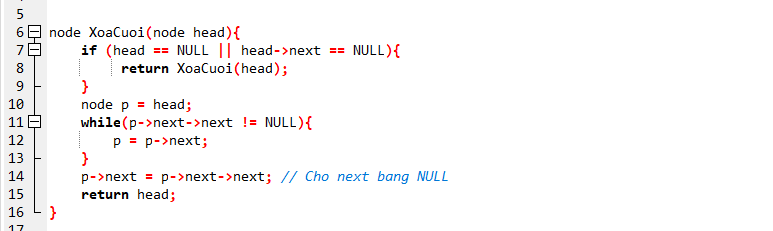 5
6 node XoaCuoi(node head){
7 if (head == NULL || head->next == NULL){
8 return XoaCuoi(head);
9 }
10 node p = head;
11 while(p->next->next != NULL){
12 p = p->next;
13 }
14 p->next = p->next->next; // Cho next bang NULL
15 return head;
16 }
17